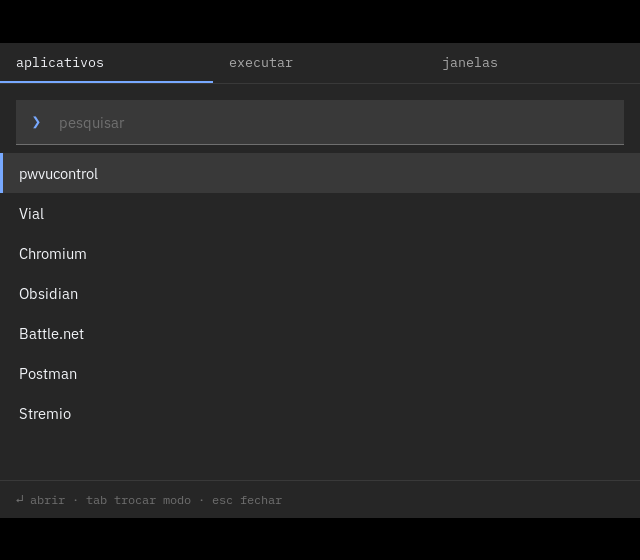 aplicativos executar janelas
❯ pesquisar
pwvucontrol
Vial
Chromium
Obsidian
Battle.net
Postman
Stremio
↵ abrir · tab trocar modo · esc fechar